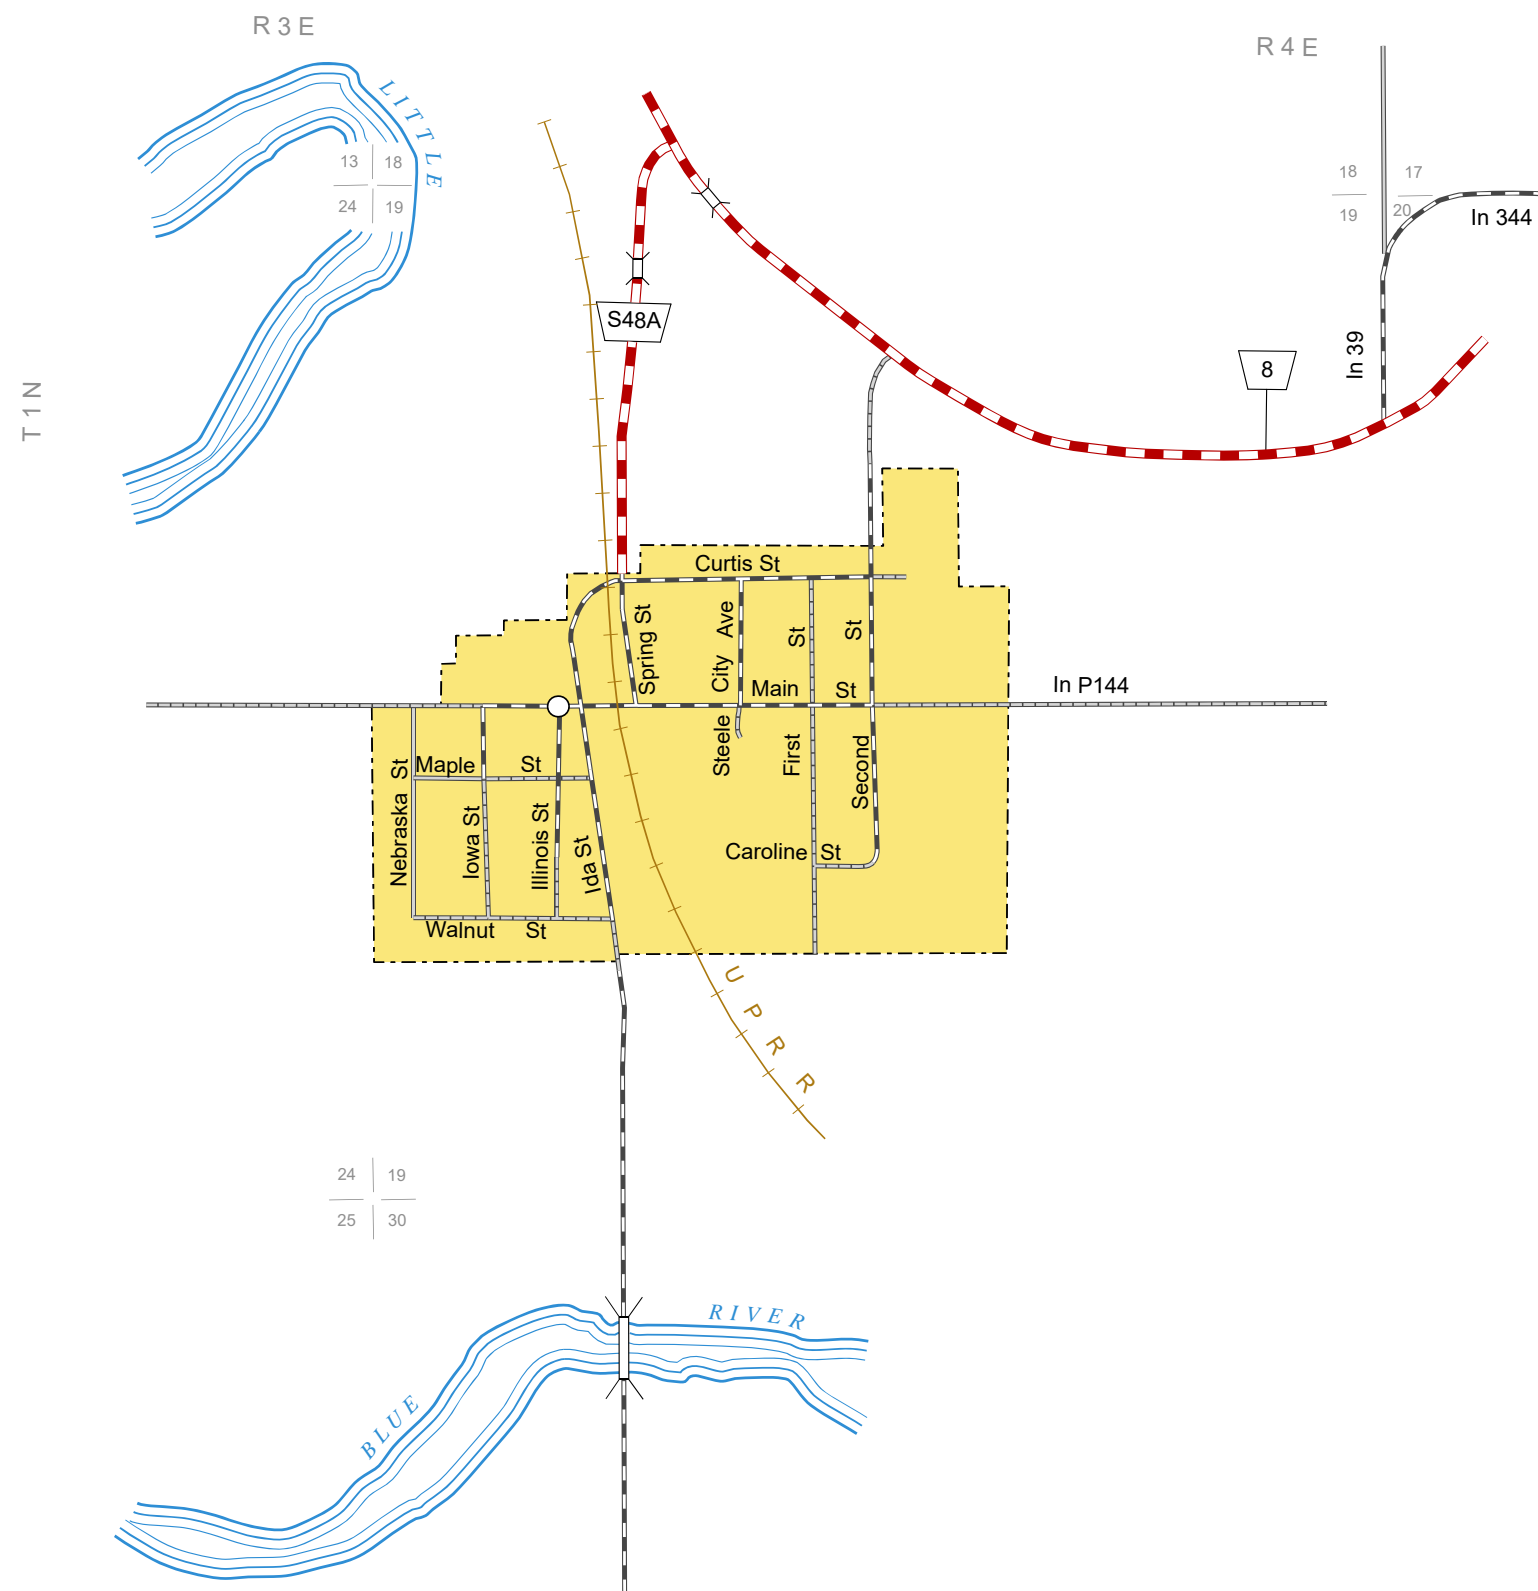 R 3 E
R 4 E
LITTLE
13 18
24 19
18 17
19 20
In 344
S48A
8
In 39
T 1 N
Curtis St
Spring St
City Ave
St
St
Main St
In P144
Steele
First
Second
Nebraska St
Maple St
Iowa St
Illinois St
Ida St
Caroline St
Walnut St
UPRR
24 19
25 30
RIVER
BLUE